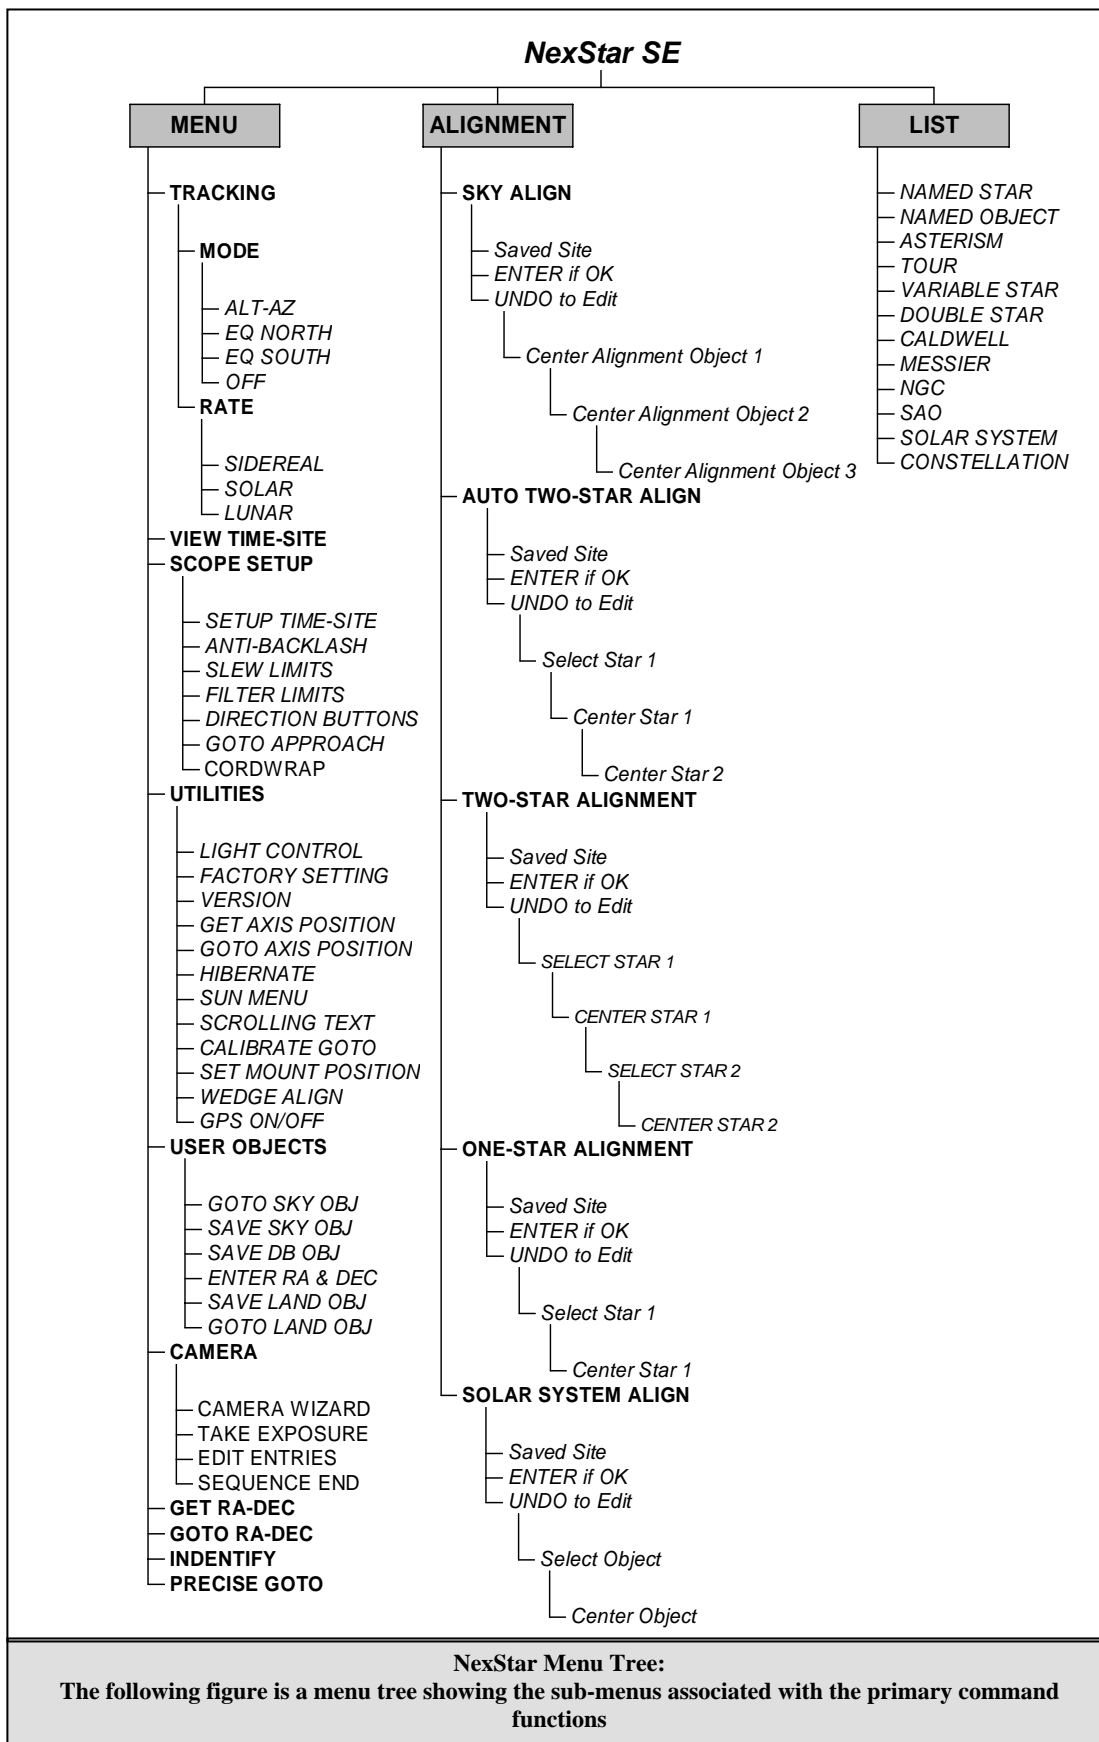 NexStar SE
MENU
TRACKING
MODE
ALT-AZ
EQ NORTH
EQ SOUTH
OFF
RATE
SIDEREAL
SOLAR
LUNAR
VIEW TIME-SITE
SCOPE SETUP
SETUP TIME-SITE
ANTI-BACKLASH
SLEW LIMITS
FILTER LIMITS
DIRECTION BUTTONS
GOTO APPROACH
CORDWRAP
UTILITIES
LIGHT CONTROL
FACTORY SETTING
VERSION
GET AXIS POSITION
GOTO AXIS POSITION
HIBERNATE
SUN MENU
SCROLLING TEXT
CALIBRATE GOTO
SET MOUNT POSITION
WEDGE ALIGN
GPS ON/OFF
USER OBJECTS
GOTO SKY OBJ
SAVE SKY OBJ
SAVE DB OBJ
ENTER RA & DEC
SAVE LAND OBJ
GOTO LAND OBJ
CAMERA
CAMERA WIZARD
TAKE EXPOSURE
EDIT ENTRIES
SEQUENCE END
GET RA-DEC
GOTO RA-DEC
INDENTIFY
PRECISE GOTO
ALIGNMENT
SKY ALIGN
Saved Site
ENTER if OK
UNDO to Edit
Center Alignment Object 1
Center Alignment Object 2
Center Alignment Object 3
AUTO TWO-STAR ALIGN
Saved Site
ENTER if OK
UNDO to Edit
Select Star 1
Center Star 1
Center Star 2
TWO-STAR ALIGNMENT
Saved Site
ENTER if OK
UNDO to Edit
SELECT STAR 1
CENTER STAR 1
SELECT STAR 2
CENTER STAR 2
ONE-STAR ALIGNMENT
Saved Site
ENTER if OK
UNDO to Edit
Select Star 1
Center Star 1
SOLAR SYSTEM ALIGN
Saved Site
ENTER if OK
UNDO to Edit
Select Object
Center Object
LIST
NAMED STAR
NAMED OBJECT
ASTERISM
TOUR
VARIABLE STAR
DOUBLE STAR
CALDWELL
MESSIER
NGC
SAO
SOLAR SYSTEM
CONSTELLATION
NexStar Menu Tree:
The following figure is a menu tree showing the sub-menus associated with the primary command
functions